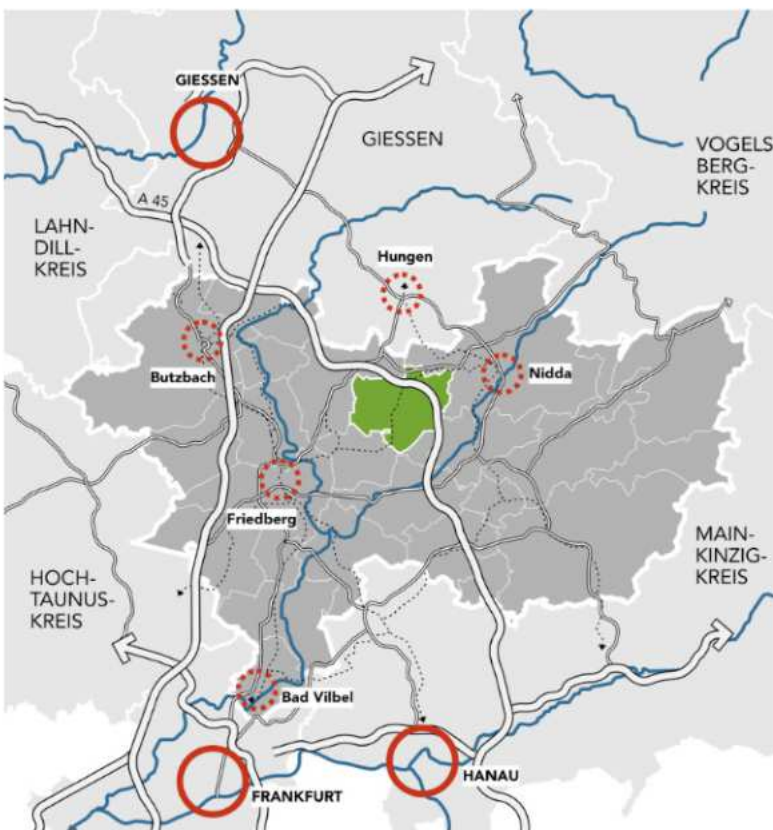 GIESSEN
GIESSEN
VOGELS
BERG-
KREIS
A 45
LAHN-
DILL-
KREIS
Hungen
Butzbach
Nidda
Friedberg
MAIN-
KINZIG-
KREIS
HOCH-
TAUNUS-
KREIS
Bad Vilbel
HANAU
FRANKFURT